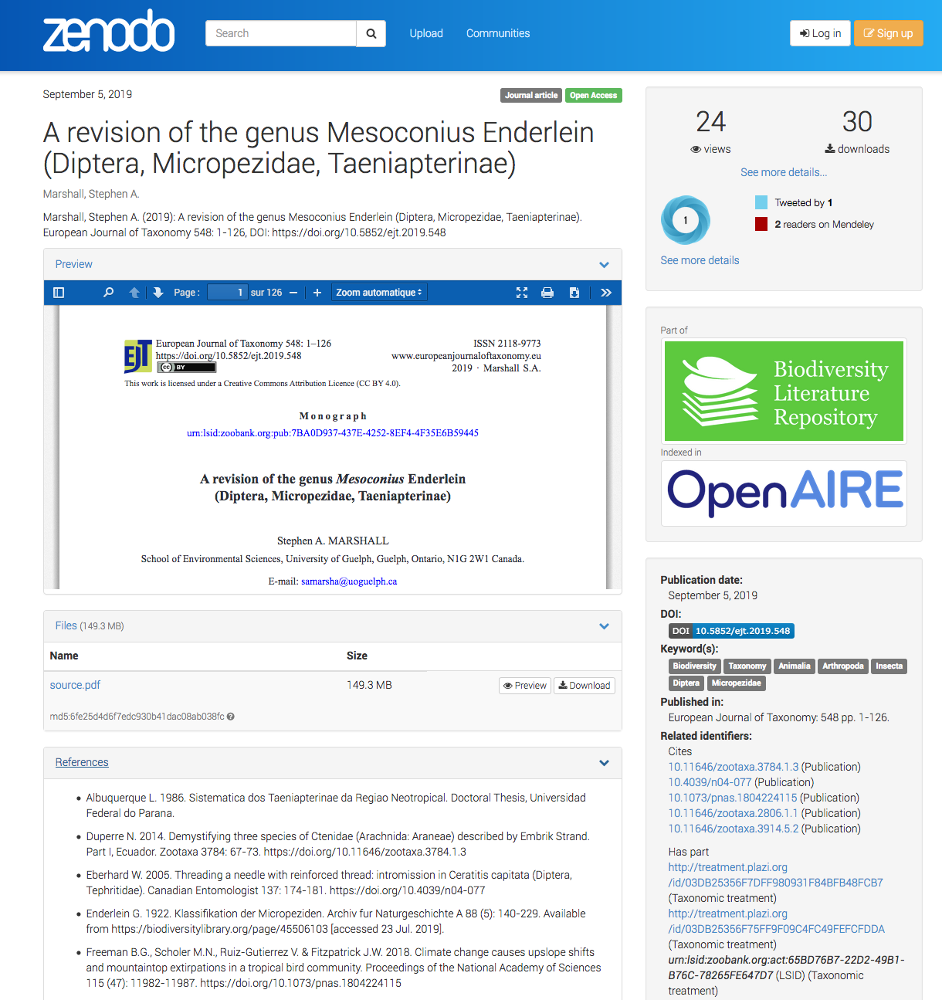 zenodo
Search
Upload
Communities
Log in
Sign up
September 5, 2019
Journal article
Open Access
A revision of the genus Mesoconius Enderlein
(Diptera, Micropezidae, Taeniapterinae)
Marshall, Stephen A.
Marshall, Stephen A. (2019): A revision of the genus Mesoconius Enderlein (Diptera, Micropezidae, Taeniapterinae).
European Journal of Taxonomy 548: 1-126, DOI: https://doi.org/10.5852/ejt.2019.548
Preview
Page :
1
sur 126
Zoom automatique
EJT
European Journal of Taxonomy 548: 1–126
https://doi.org/10.5852/ejt.2019.548
cc BY
ISSN 2118-9773
www.europeanjournaloftaxonomy.eu
2019 · Marshall S.A.
This work is licensed under a Creative Commons Attribution Licence (CC BY 4.0).
Monograph
urn:lsid:zoobank.org:pub:7BA0D937-437E-4252-8EF4-4F35E6B59445
A revision of the genus Mesoconius Enderlein
(Diptera, Micropezidae, Taeniapterinae)
Stephen A. MARSHALL
School of Environmental Sciences, University of Guelph, Guelph, Ontario, N1G 2W1 Canada.
E-mail: samarsha@uoguelph.ca
Files (149.3 MB)
Name
Size
source.pdf
149.3 MB
Preview
Download
md5:6fe25d4d6f7edc930b41dac08ab038fc
References
Albuquerque L. 1986. Sistematica dos Taeniapterinae da Regiao Neotropical. Doctoral Thesis, Universidad
Federal do Parana.
Duperre N. 2014. Demystifying three species of Ctenidae (Arachnida: Araneae) described by Embrik Strand.
Part I, Ecuador. Zootaxa 3784: 67-73. https://doi.org/10.11646/zootaxa.3784.1.3
Eberhard W. 2005. Threading a needle with reinforced thread: intromission in Ceratitis capitata (Diptera,
Tephritidae). Canadian Entomologist 137: 174-181. https://doi.org/10.4039/n04-077
Enderlein G. 1922. Klassifikation der Micropeziden. Archiv fur Naturgeschichte A 88 (5): 140-229. Available
from https://biodiversitylibrary.org/page/45506103 [accessed 23 Jul. 2019].
Freeman B.G., Scholer M.N., Ruiz-Gutierrez V. & Fitzpatrick J.W. 2018. Climate change causes upslope shifts
and mountaintop extirpations in a tropical bird community. Proceedings of the National Academy of Sciences
115 (47): 11982-11987. https://doi.org/10.1073/pnas.1804224115
24
views
30
downloads
See more details...
1
Tweeted by 1
2 readers on Mendeley
See more details
Part of
Biodiversity
Literature
Repository
Indexed in
OpenAIRE
Publication date:
September 5, 2019
DOI:
DOI 10.5852/ejt.2019.548
Keyword(s):
Biodiversity Taxonomy Animalia Arthropoda Insecta
Diptera Micropezidae
Published in:
European Journal of Taxonomy: 548 pp. 1-126.
Related identifiers:
Cites
10.11646/zootaxa.3784.1.3 (Publication)
10.4039/n04-077 (Publication)
10.1073/pnas.1804224115 (Publication)
10.11646/zootaxa.2806.1.1 (Publication)
10.11646/zootaxa.3914.5.2 (Publication)
Has part
http://treatment.plazi.org
/id/03DB25356F7DFF980931F84BFB48FCB7
(Taxonomic treatment)
http://treatment.plazi.org
/id/03DB25356F75FF9F09C4FC49FEFCFDDA
(Taxonomic treatment)
urn:lsid:zoobank.org:act:65BD76B7-22D2-49B1-
B76C-78265FE647D7 (LSID) (Taxonomic
treatment)